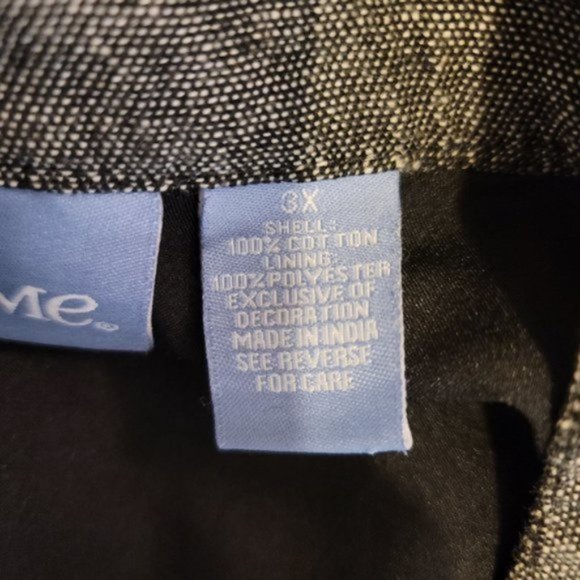 Me®
3X
SHELL:
100% COTTON
LINING:
100%POLYESTER
EXCLUSIVE OF
DECORATION
MADE IN INDIA
SEE REVERSE
FOR CARE